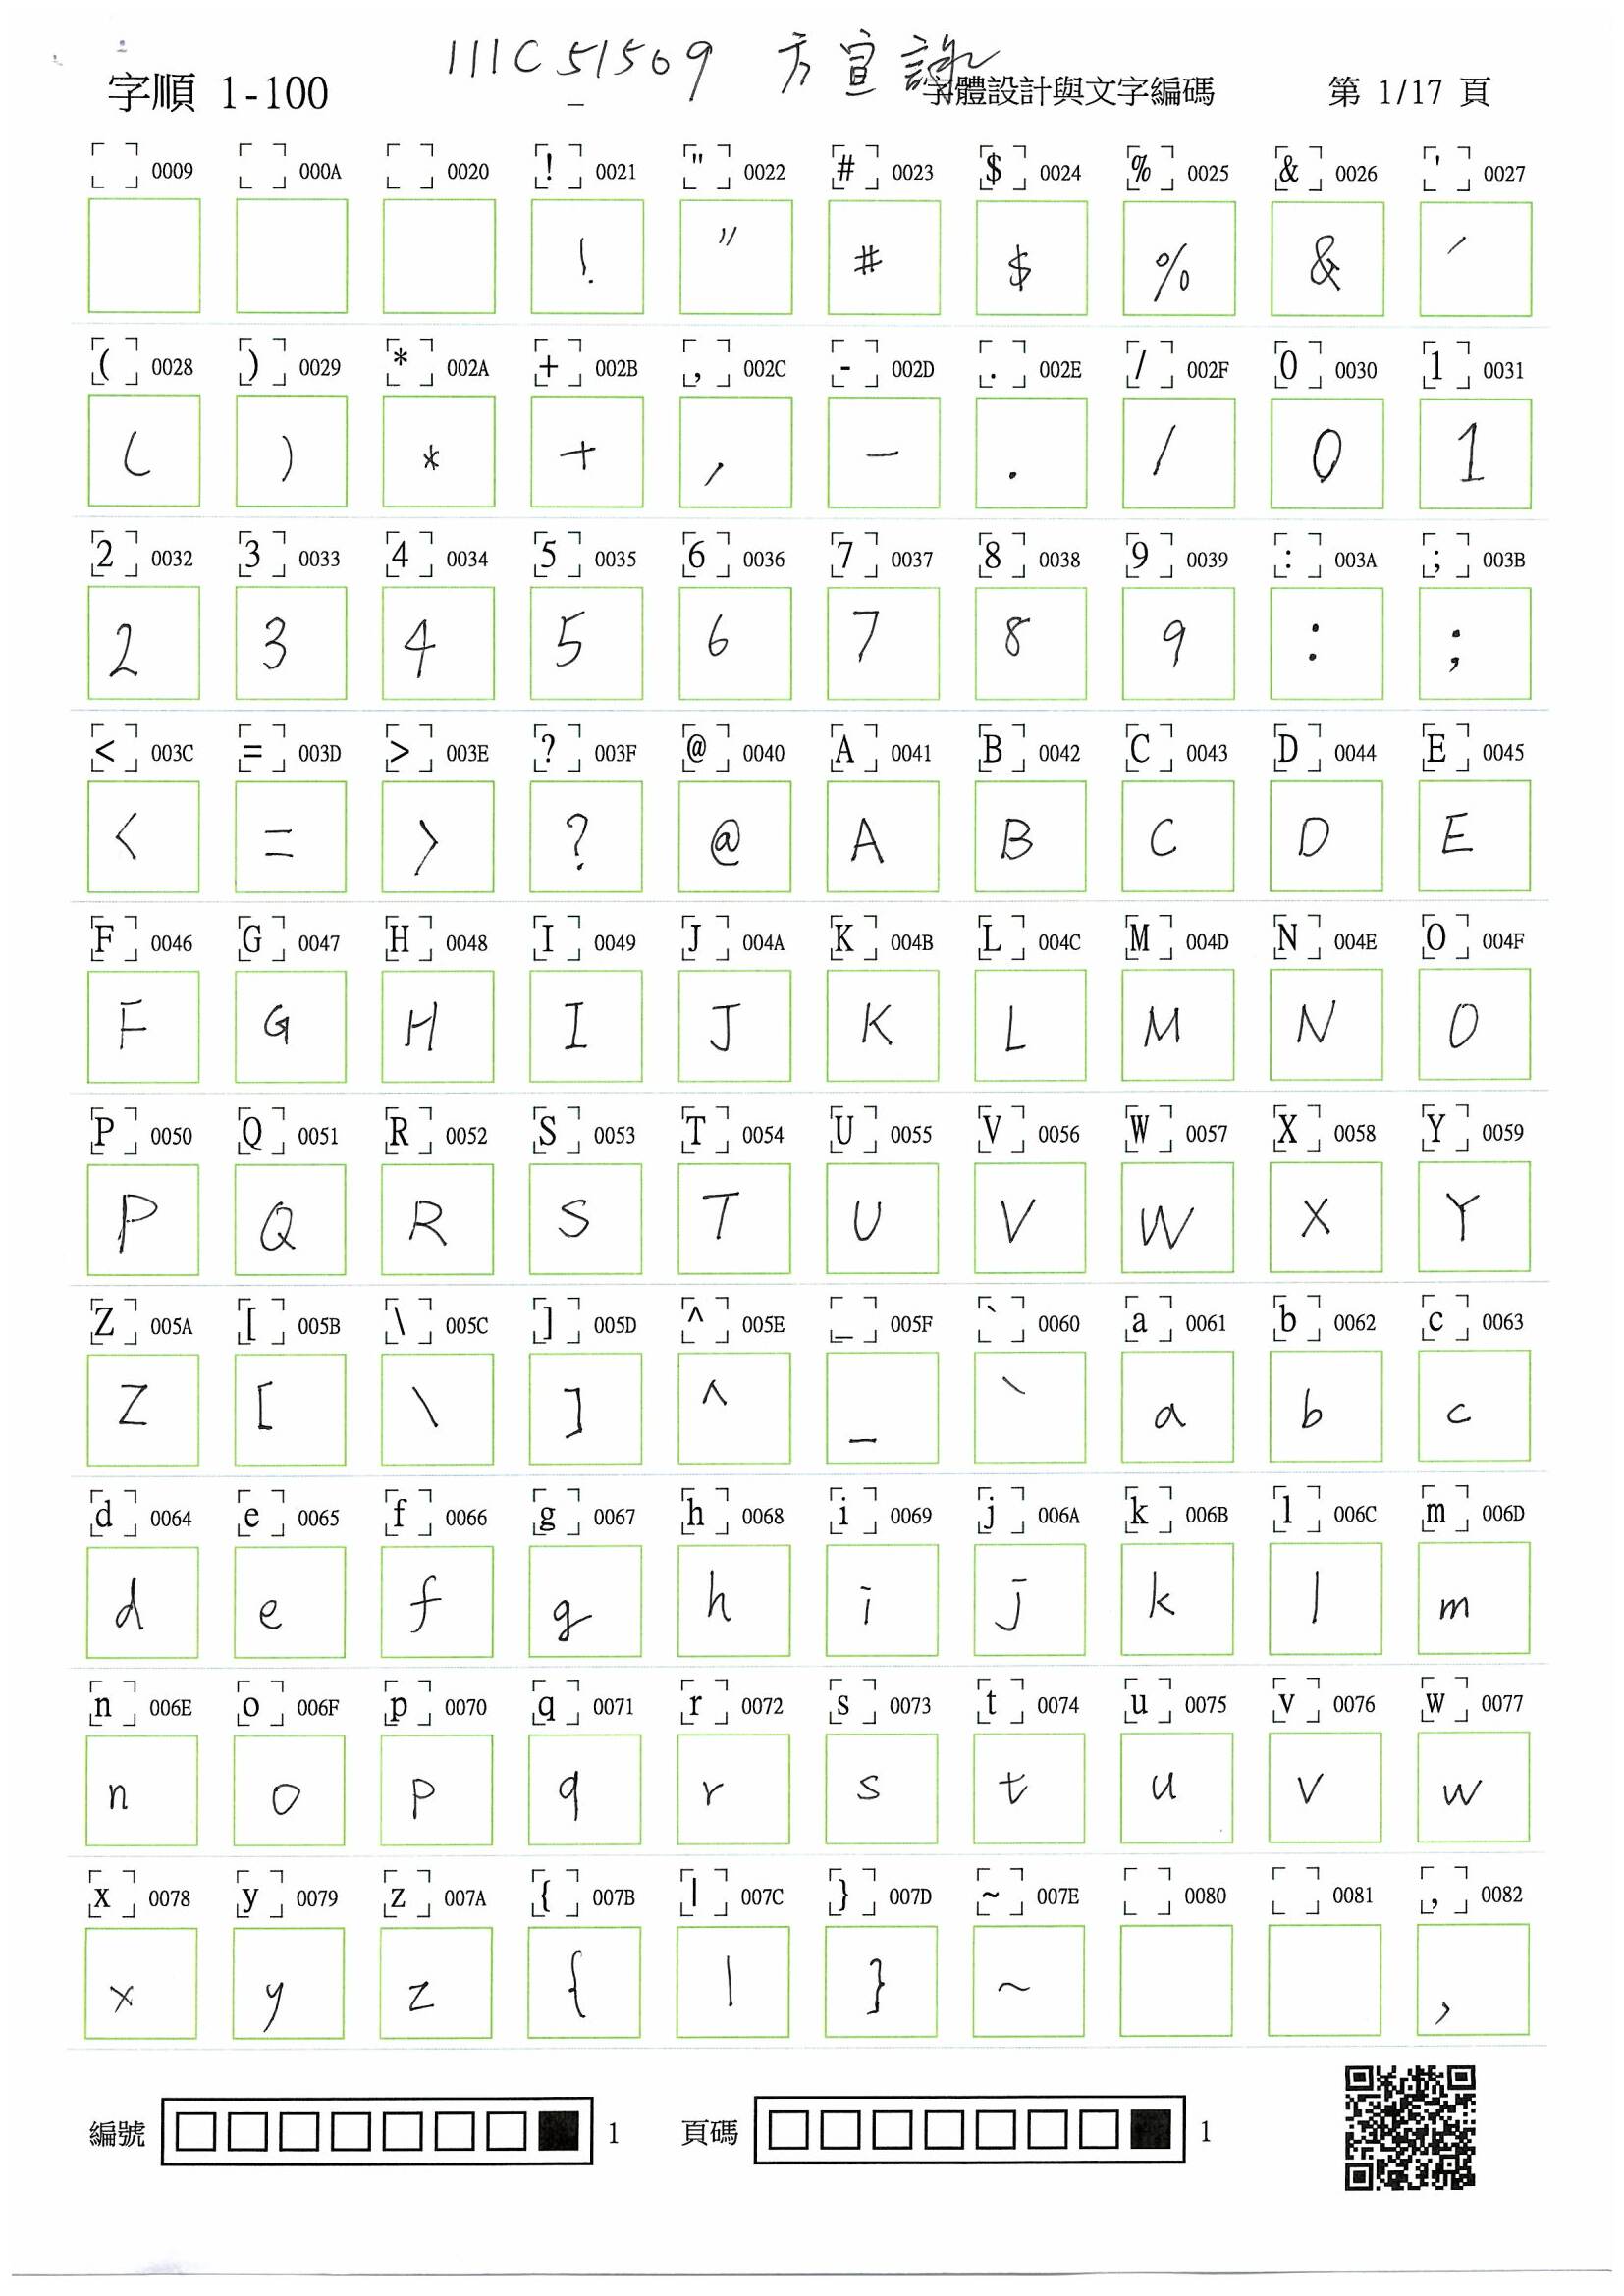 111C51509 方宣諭
字順 1-100 字體設計與文字編碼 第 1/17 頁
0009 000A 0020 ! 0021 " 0022 # 0023 $ 0024 % 0025 & 0026 ' 0027
! " # $ % & '
( 0028 ) 0029 * 002A + 002B , 002C - 002D . 002E / 002F 0 0030 1 0031
( ) * + , - . / 0 1
2 0032 3 0033 4 0034 5 0035 6 0036 7 0037 8 0038 9 0039 : 003A ; 003B
2 3 4 5 6 7 8 9 : ;
< 003C = 003D > 003E ? 003F @ 0040 A 0041 B 0042 C 0043 D 0044 E 0045
< = > ? @ A B C D E
F 0046 G 0047 H 0048 I 0049 J 004A K 004B L 004C M 004D N 004E O 004F
F G H I J K L M N O
P 0050 Q 0051 R 0052 S 0053 T 0054 U 0055 V 0056 W 0057 X 0058 Y 0059
P Q R S T U V W X Y
Z 005A [ 005B \ 005C ] 005D ^ 005E _ 005F ` 0060 a 0061 b 0062 c 0063
Z [ \ ] ^ _ ` a b c
d 0064 e 0065 f 0066 g 0067 h 0068 i 0069 j 006A k 006B l 006C m 006D
d e f g h i j k l m
n 006E o 006F p 0070 q 0071 r 0072 s 0073 t 0074 u 0075 v 0076 w 0077
n o p q r s t u v w
x 0078 y 0079 z 007A { 007B | 007C } 007D ~ 007E 0080 0081 , 0082
x y z { | } ~ ,
編號 1 頁碼 1